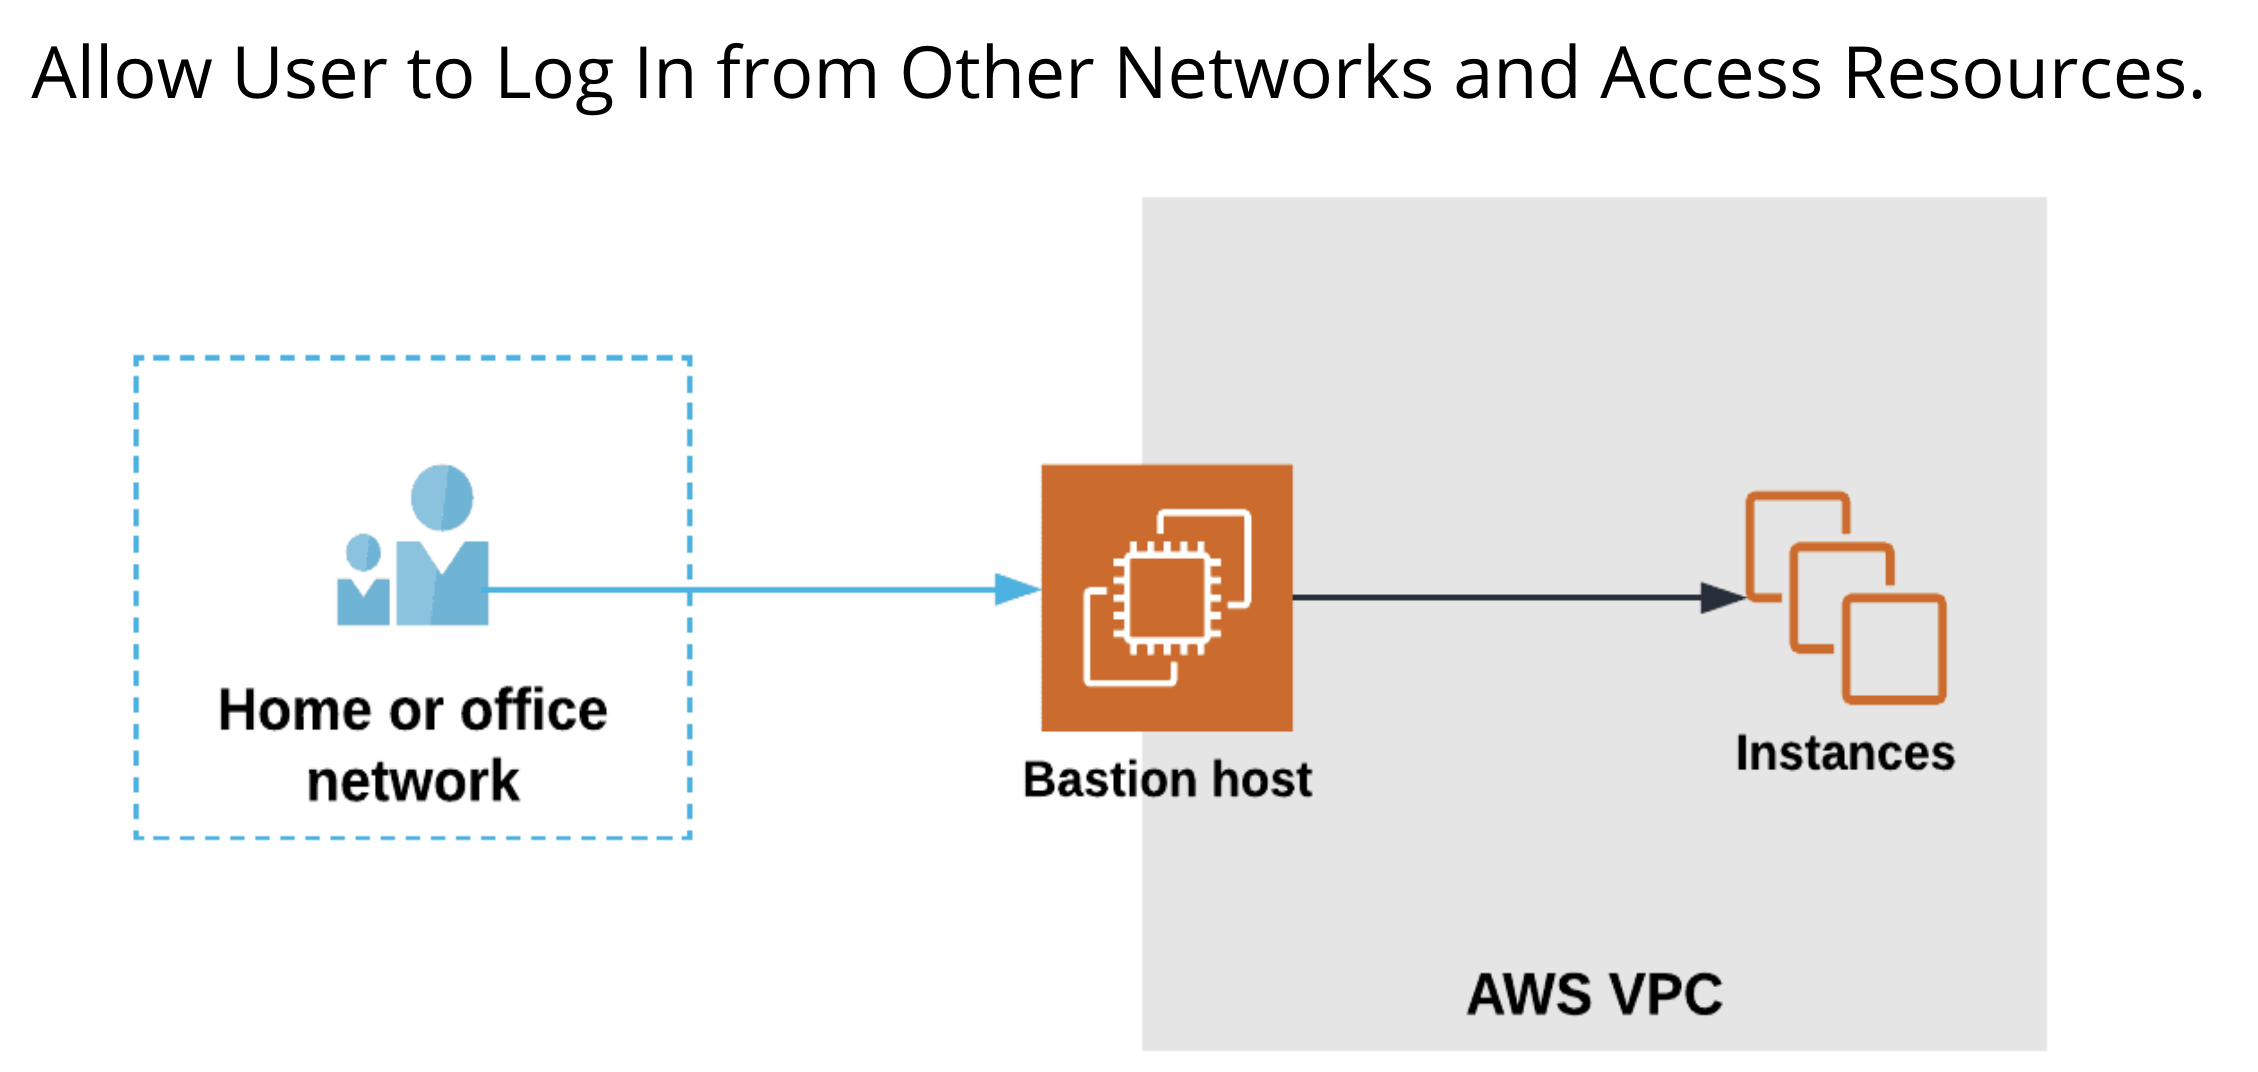 Allow User to Log In from Other Networks and Access Resources.
Home or office
network
Bastion host
Instances
AWS VPC